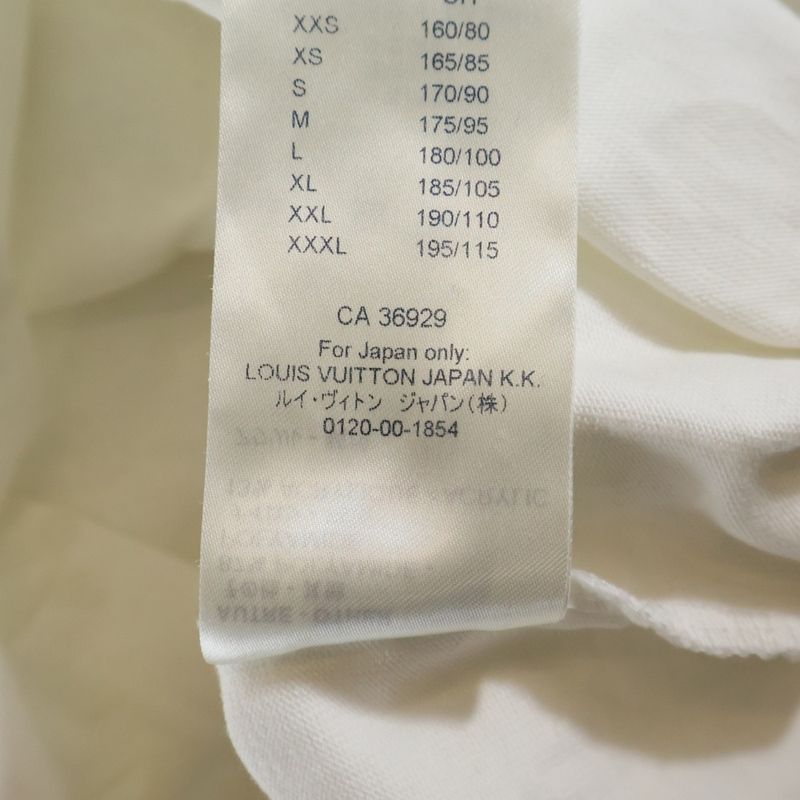 XXS 160/80
XS 165/85
S 170/90
M 175/95
L 180/100
XL 185/105
XXL 190/110
XXXL 195/115
CA 36929
For Japan only:
LOUIS VUITTON JAPAN K.K.
ルイ・ヴィトン ジャパン(株)
0120-00-1854